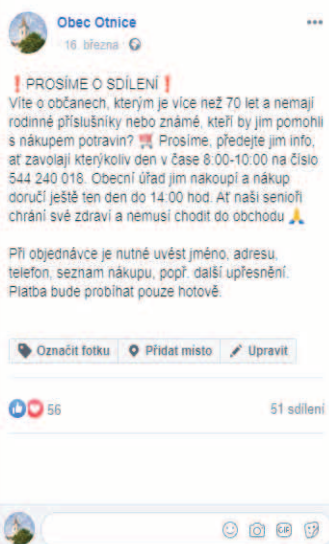 Obec Otnice
16. března
❗PROSÍME O SDÍLENÍ❗
Víte o občanech, kterým je více než 70 let a nemají
rodinné příslušníky nebo známé, kteří by jim pomohli
s nákupem potravin? 🛒 Prosíme, předejte jim info,
ať zavolají kterýkoliv den v čase 8:00-10:00 na číslo
544 240 018. Obecní úřad jim nakoupí a nákup
doručí ještě ten den do 14:00 hod. Ať naši senioři
chrání své zdraví a nemusí chodit do obchodu 🙏
Při objednávce je nutné uvést jméno, adresu,
telefon, seznam nákupu, popř. další upřesnění.
Platba bude probíhat pouze hotově.
Označit fotku Přidat místo Upravit
56 51 sdílení
GIF